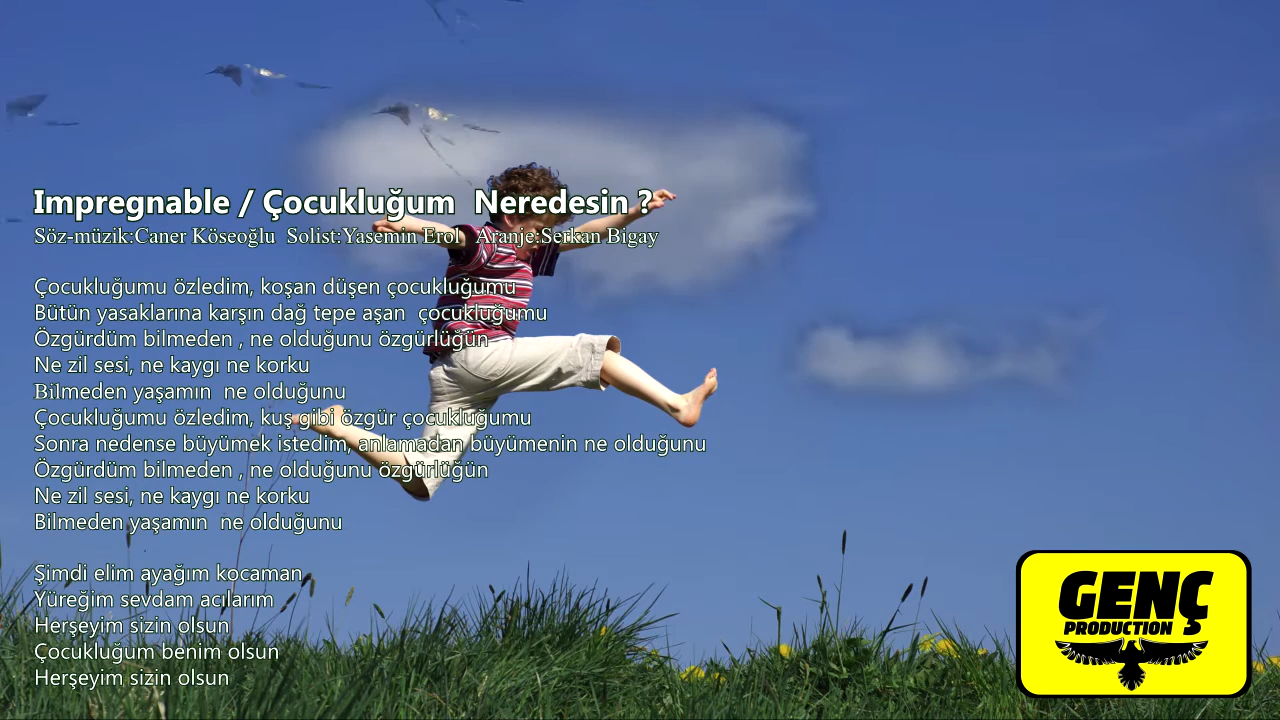 Impregnable / Çocukluğum Neredesin ?
Söz-müzik:Caner Köseoğlu Solist:Yasemin Erol Aranje:Serkan Bigay
Çocukluğumu özledim, koşan düşen çocukluğumu
Bütün yasaklarına karşın dağ tepe aşan çocukluğumu
Özgürdüm bilmeden , ne olduğunu özgürlüğün
Ne zil sesi, ne kaygı ne korku
Bilmeden yaşamın ne olduğunu
Çocukluğumu özledim, kuş gibi özgür çocukluğumu
Sonra nedense büyümek istedim, anlamadan büyümenin ne olduğunu
Özgürdüm bilmeden , ne olduğunu özgürlüğün
Ne zil sesi, ne kaygı ne korku
Bilmeden yaşamın ne olduğunu
Şimdi elim ayağım kocaman
Yüreğim sevdam acılarım
Herşeyim sizin olsun
Çocukluğum benim olsun
Herşeyim sizin olsun
GENÇ
PRODUCTION